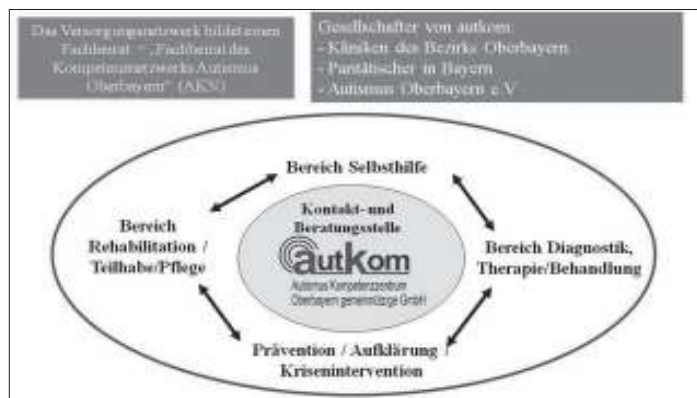 Das Versorgungsnetzwerk bildet einen
Fachbeirat – „Fachbeirat des
Kompetenznetzwerks Autismus
Oberbayern“ (AKN)
Gesellschafter von autkom:
- Kliniken des Bezirks Oberbayern
- Paritätischer in Bayern
- Autismus Oberbayern e.V
Bereich Selbsthilfe
Bereich
Rehabilitation /
Teilhabe/Pflege
Kontakt-und
Beratungsstelle
autkom
Autismus Kompetenzzentrum
Oberbayern gemeinnützige GmbH
Bereich Diagnostik,
Therapie/Behandlung
Prävention / Aufklärung /
Krisenintervention